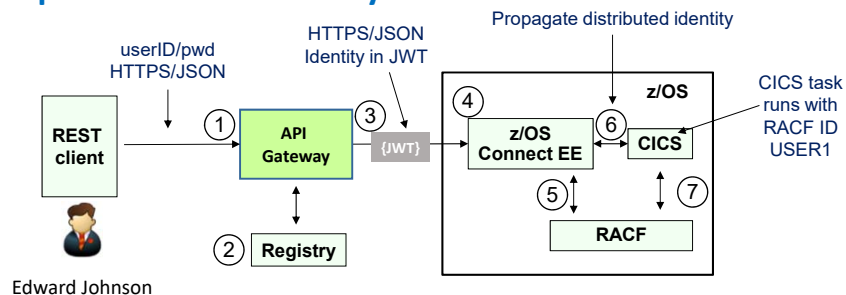 Propagate distributed identity
HTTPS/JSON
Identity in JWT
userID/pwd
HTTPS/JSON
z/OS
CICS task
runs with
RACF ID
USER1
1
3
4
6
REST
client
API
Gateway
{JWT}
z/OS
Connect EE
CICS
5
7
2
Registry
RACF
Edward Johnson